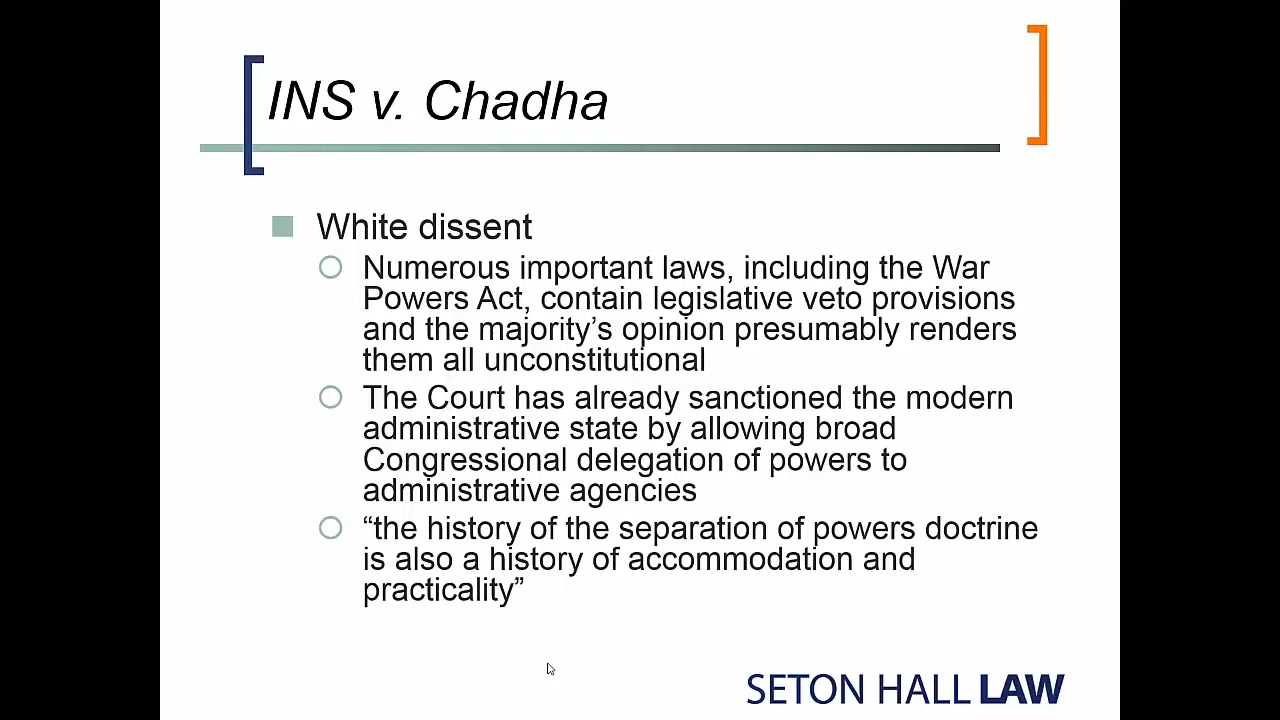 INS v. Chadha
White dissent
Numerous important laws, including the War
Powers Act, contain legislative veto provisions
and the majority’s opinion presumably renders
them all unconstitutional
The Court has already sanctioned the modern
administrative state by allowing broad
Congressional delegation of powers to
administrative agencies
“the history of the separation of powers doctrine
is also a history of accommodation and
practicality”
SETON HALL LAW